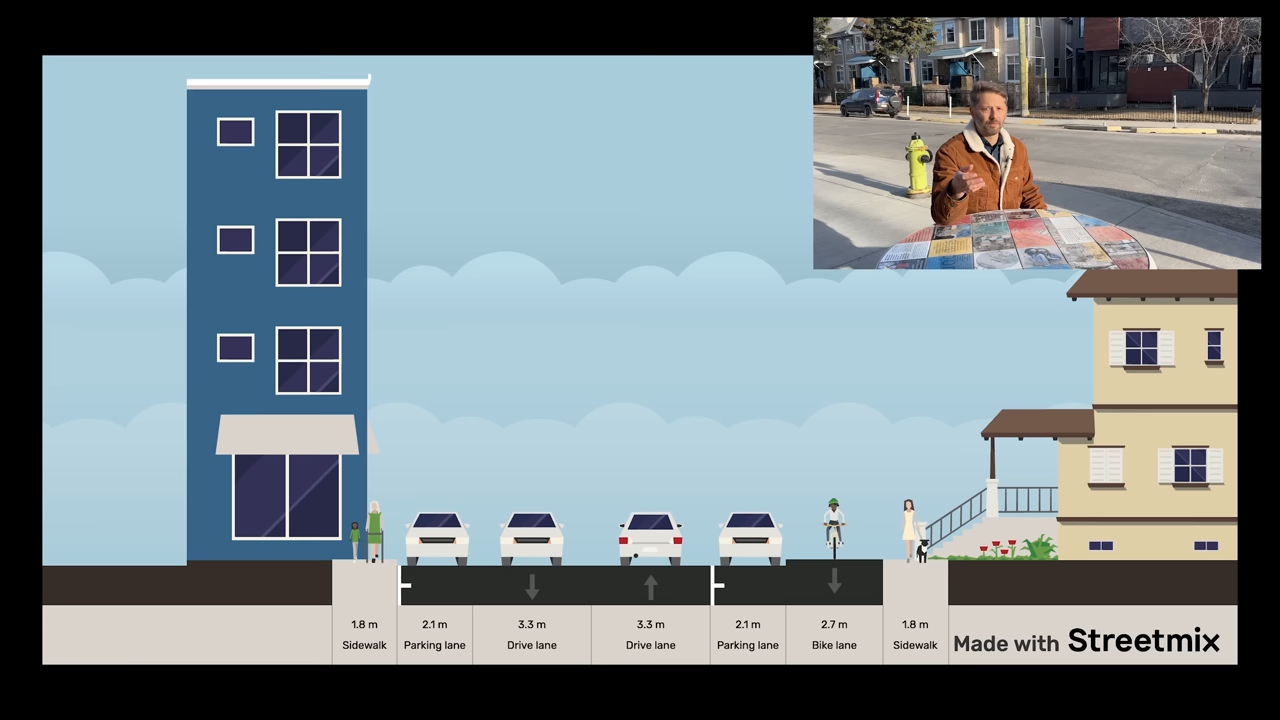 1.8 m
Sidewalk
2.1 m
Parking lane
3.3 m
Drive lane
3.3 m
Drive lane
2.1 m
Parking lane
2.7 m
Bike lane
1.8 m
Sidewalk
Made with Streetmix